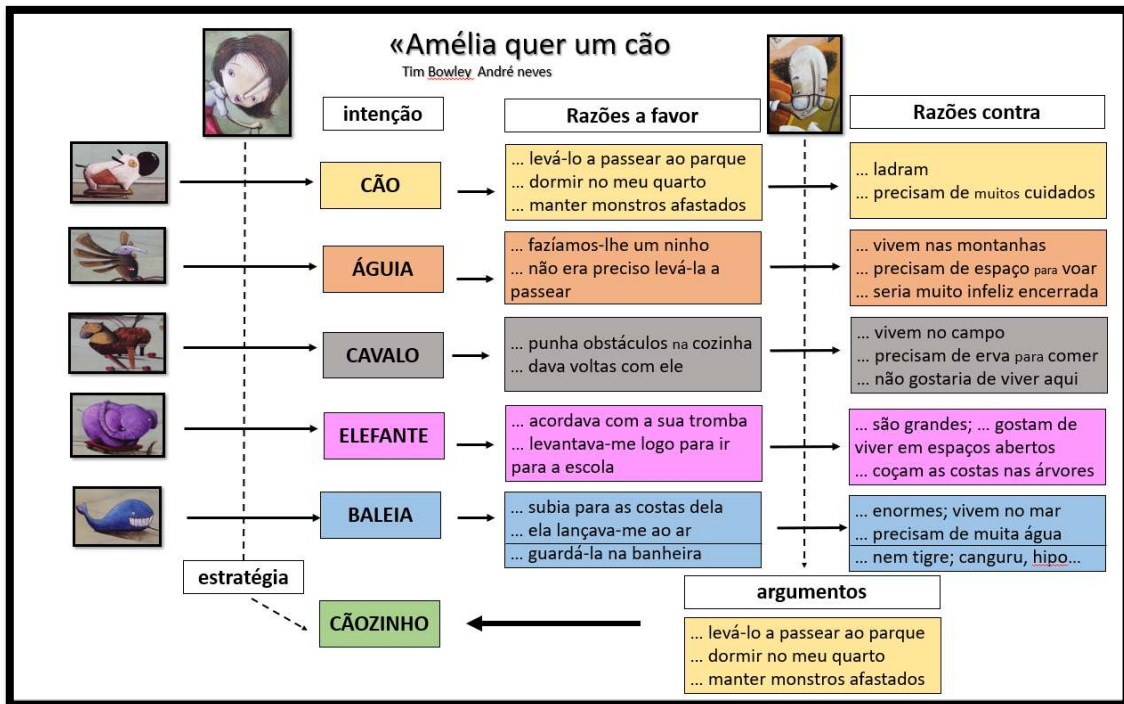 «Amélia quer um cão
Tim Bowley André neves
intenção
Razões a favor
Razões contra
CÃO
... levá-lo a passear ao parque
... dormir no meu quarto
... manter monstros afastados
... ladram
... precisam de muitos cuidados
ÁGUIA
... fazíamos-lhe um ninho
... não era preciso levá-la a
passear
... vivem nas montanhas
... precisam de espaço para voar
... seria muito infeliz encerrada
CAVALO
... punha obstáculos na cozinha
... dava voltas com ele
... vivem no campo
... precisam de erva para comer
... não gostaria de viver aqui
ELEFANTE
... acordava com a sua tromba
... levantava-me logo para ir
para a escola
... são grandes; ... gostam de
viver em espaços abertos
... coçam as costas nas árvores
BALEIA
... subia para as costas dela
... ela lançava-me ao ar
... guardá-la na banheira
... enormes; vivem no mar
... precisam de muita água
... nem tigre; canguru, hipo...
estratégia
argumentos
CÃOZINHO
... levá-lo a passear ao parque
... dormir no meu quarto
... manter monstros afastados